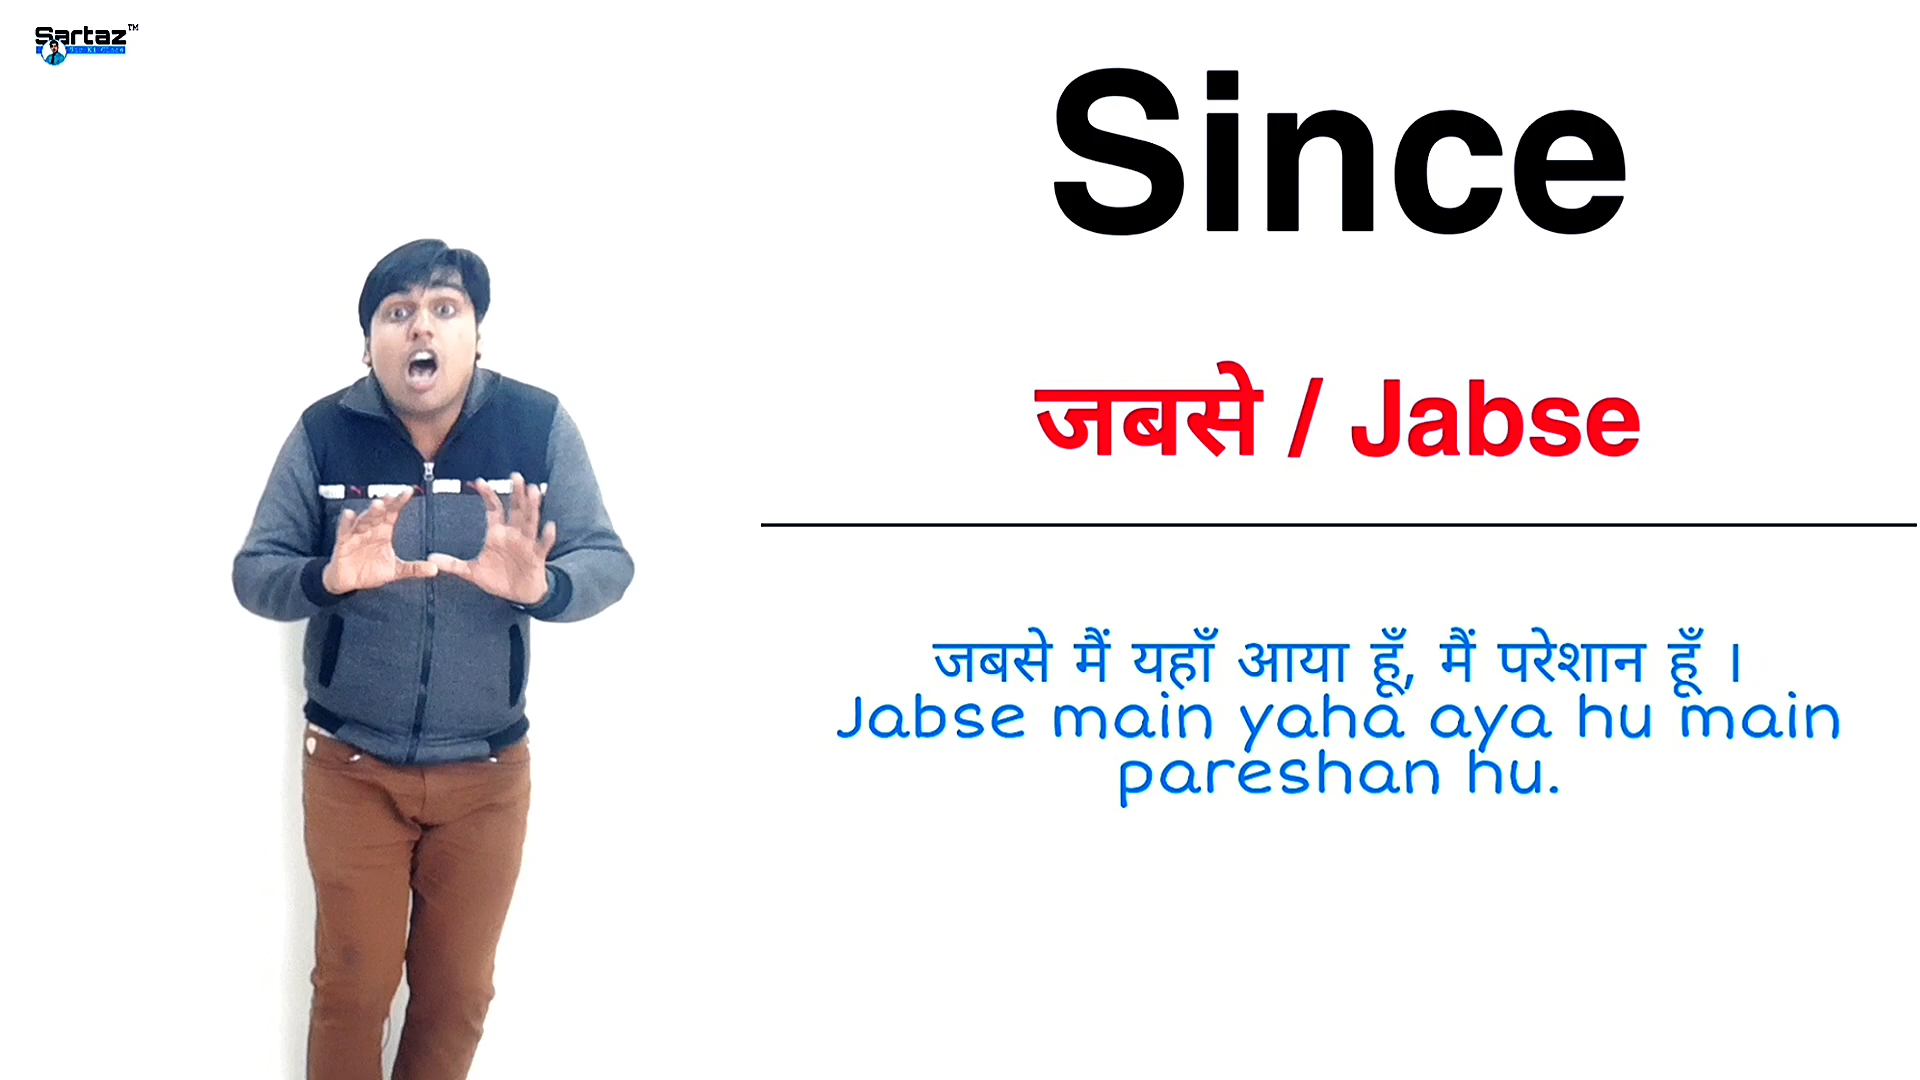 Sartaz™
Since
जबसे / Jabse
जबसे मैं यहाँ आया हूँ, मैं परेशान हूँ ।
Jabse main yaha aya hu main
pareshan hu.